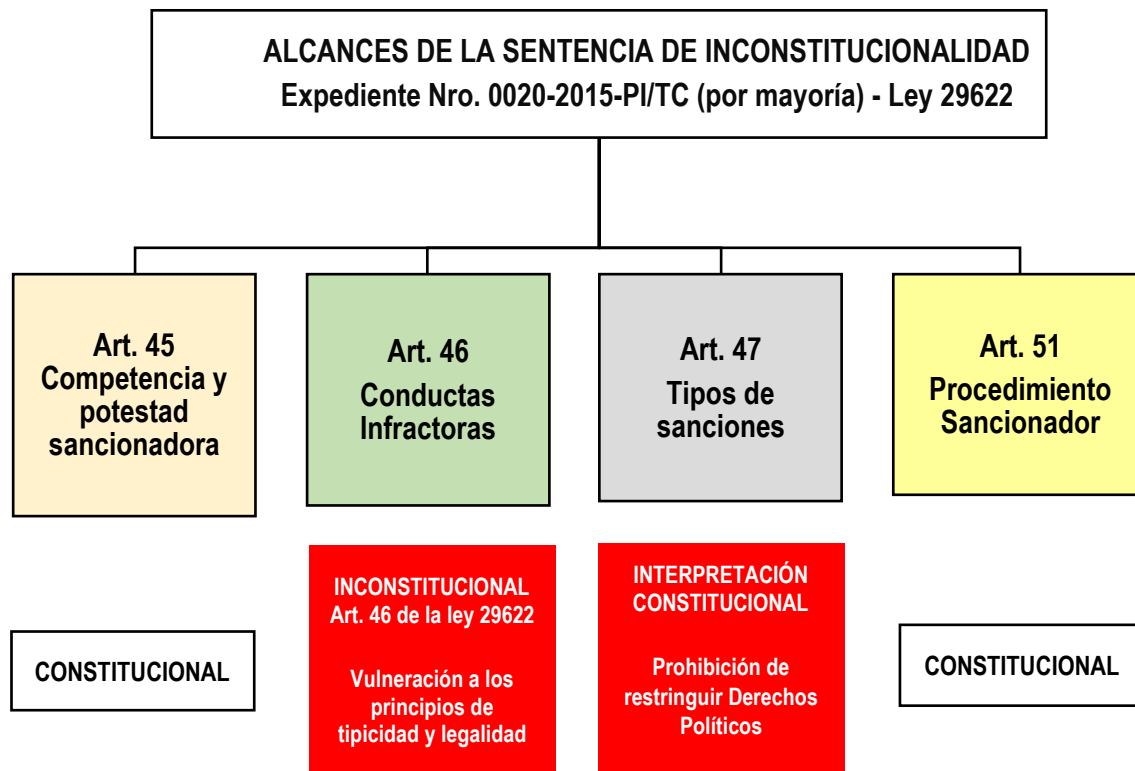 ALCANCES DE LA SENTENCIA DE INCONSTITUCIONALIDAD
Expediente Nro. 0020-2015-PI/TC (por mayoría) - Ley 29622
Art. 45
Competencia y
potestad
sancionadora
Art. 46
Conductas
Infractoras
Art. 47
Tipos de
sanciones
Art. 51
Procedimiento
Sancionador
CONSTITUCIONAL
INCONSTITUCIONAL
Art. 46 de la ley 29622
Vulneración a los
principios de
tipicidad y legalidad
INTERPRETACIÓN
CONSTITUCIONAL
Prohibición de
restringuir Derechos
Políticos
CONSTITUCIONAL